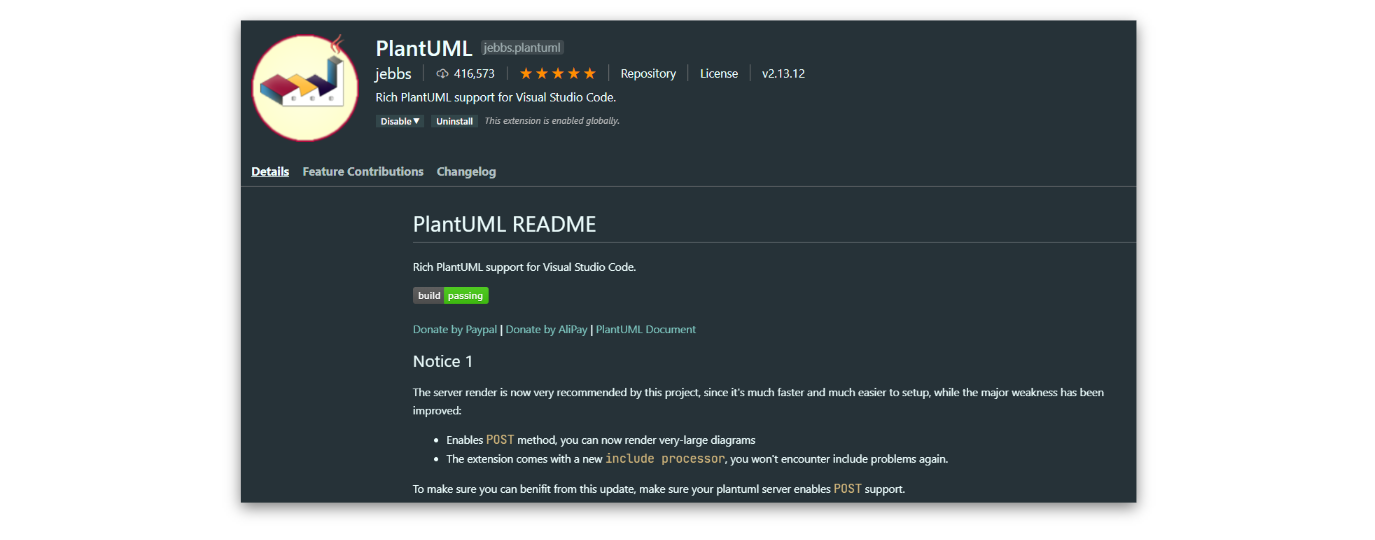 PlantUML jebbs.plantuml
jebbs 416,573 Repository License v2.13.12
Rich PlantUML support for Visual Studio Code.
Disable Uninstall This extension is enabled globally.
Details Feature Contributions Changelog
PlantUML README
Rich PlantUML support for Visual Studio Code.
build passing
Donate by Paypal | Donate by AliPay | PlantUML Document
Notice 1
The server render is now very recommended by this project, since it's much faster and much easier to setup, while the major weakness has been
improved:
• Enables POST method, you can now render very-large diagrams
• The extension comes with a new include processor, you won't encounter include problems again.
To make sure you can benifit from this update, make sure your plantuml server enables POST support.